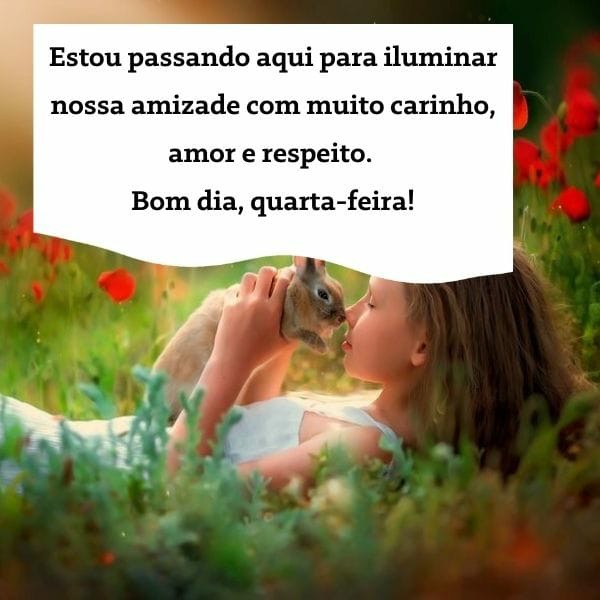 Estou passando aqui para iluminar
nossa amizade com muito carinho,
amor e respeito.
Bom dia, quarta-feira!